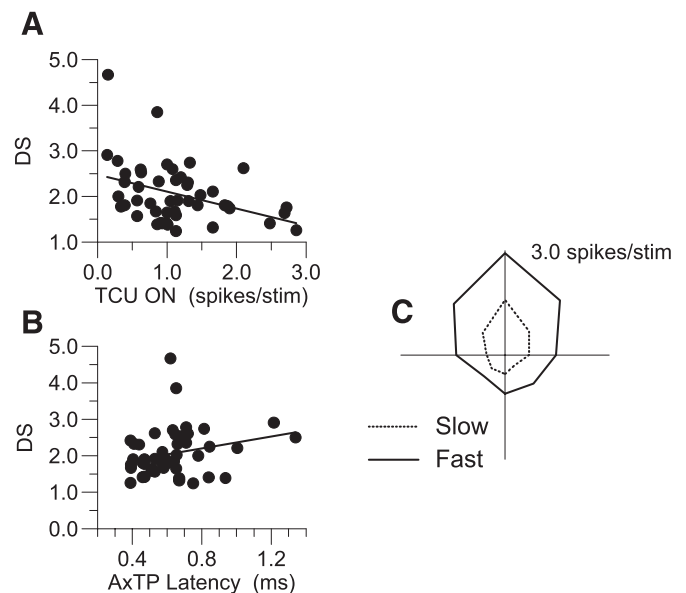 A
5.0
4.0
3.0
2.0
1.0
DS
0.0 1.0 2.0 3.0
TCU ON (spikes/stim)
B
5.0
4.0
3.0
2.0
1.0
0.0
DS
0.4 0.8 1.2
AxTP Latency (ms)
C
3.0 spikes/stim
Slow
Fast